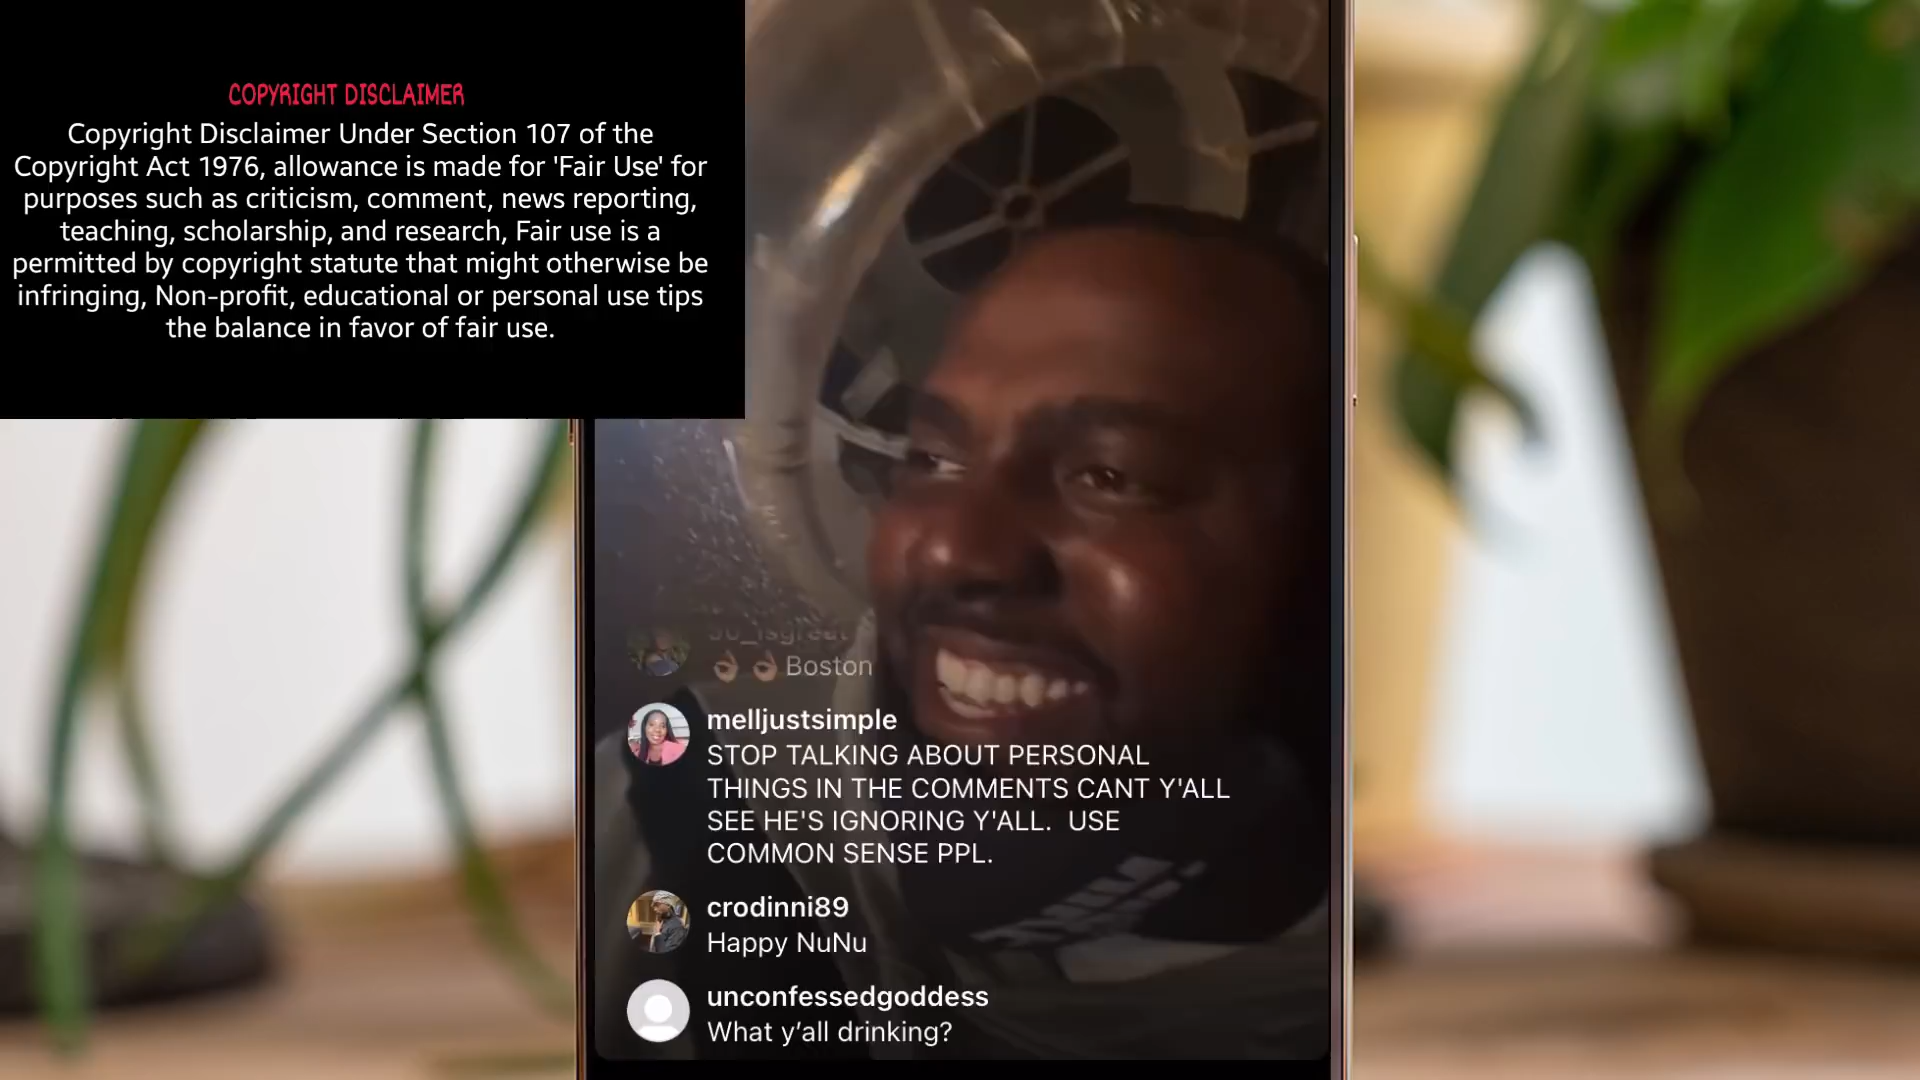 COPYRIGHT DISCLAIMER
Copyright Disclaimer Under Section 107 of the
Copyright Act 1976, allowance is made for 'Fair Use' for
purposes such as criticism, comment, news reporting,
teaching, scholarship, and research, Fair use is a
permitted by copyright statute that might otherwise be
infringing, Non-profit, educational or personal use tips
the balance in favor of fair use.
👌🏿 👌🏿 Boston
melljustsimple
STOP TALKING ABOUT PERSONAL
THINGS IN THE COMMENTS CANT Y'ALL
SEE HE'S IGNORING Y'ALL.  USE
COMMON SENSE PPL.
crodinni89
Happy NuNu
unconfessedgoddess
What y'all drinking?